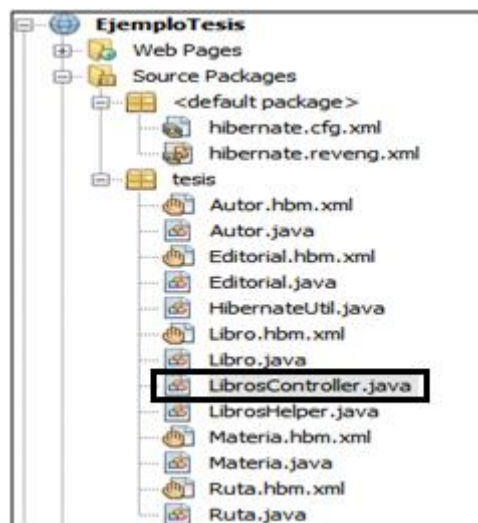 EjemploTesis
Web Pages
Source Packages
<default package>
hibernate.cfg.xml
hibernate.reveng.xml
tesis
Autor.hbm.xml
Autor.java
Editorial.hbm.xml
Editorial.java
HibernateUtil.java
Libro.hbm.xml
Libro.java
LibrosController.java
LibrosHelper.java
Materia.hbm.xml
Materia.java
Ruta.hbm.xml
Ruta.java